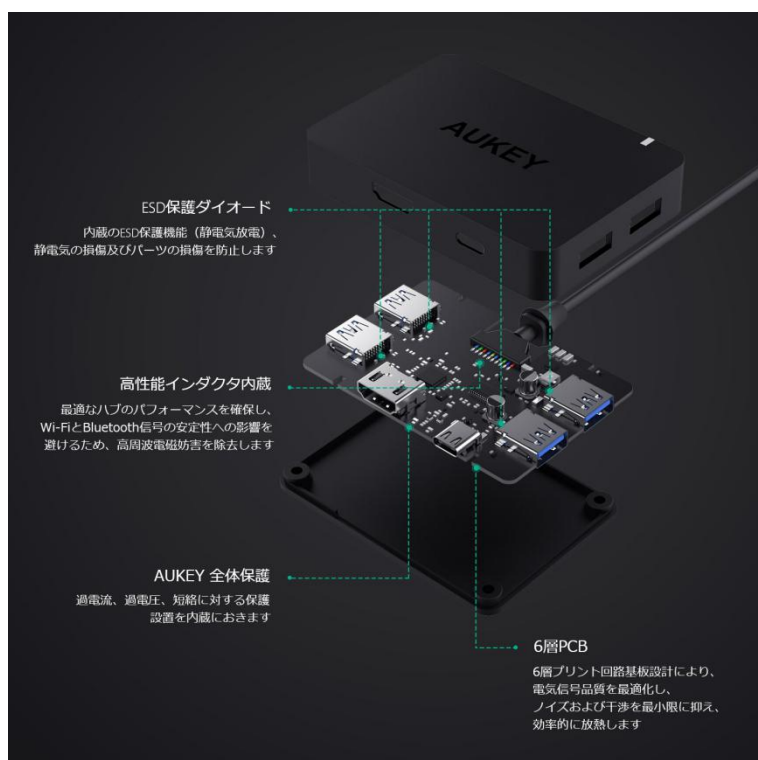 AUKEY
ESD保護ダイオード
内蔵のESD保護機能（静電気放電）、
静電気の損傷及びパーツの損傷を防止します
高性能インダクタ内蔵
最適なハブのパフォーマンスを確保し、
Wi-FiとBluetooth信号の安定性への影響を
避けるため、高周波電磁妨害を除去します
AUKEY 全体保護
過電流、過電圧、短絡に対する保護
設置を内蔵におきます
6層PCB
6層プリント回路基板設計により、
電気信号品質を最適化し、
ノイズおよび干渉を最小限に抑え、
効率的に放熱します